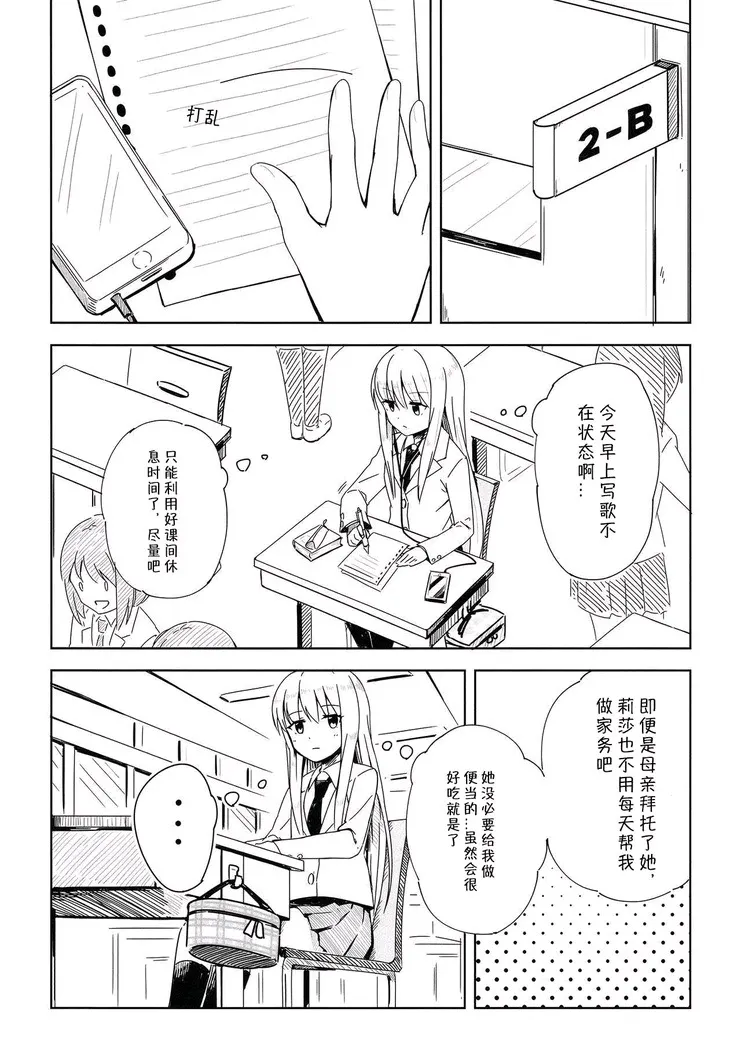 2-B
打乱
今天早上写歌不
在状态啊…
只能利用好课间休
息时间了，尽量吧
即便是母亲拜托了她，
莉莎也不用每天帮我
做家务吧
她没必要给我做
便当的…虽然会很
好吃就是了
…